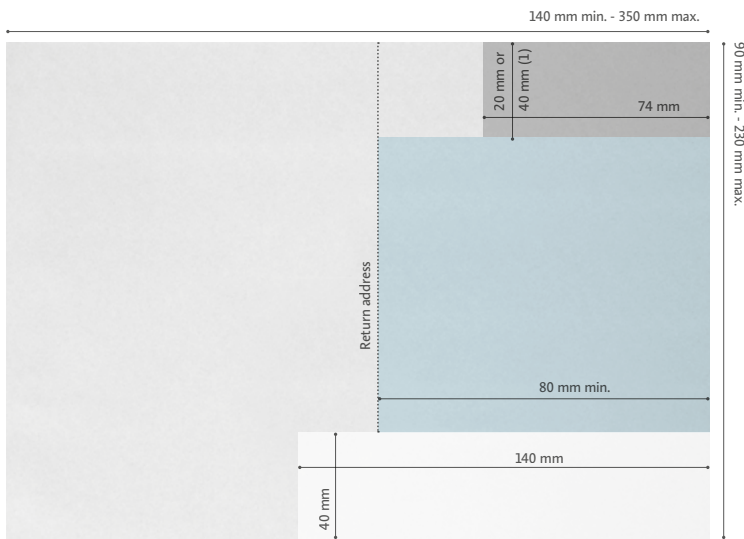 140 mm min. - 350 mm max.
20 mm or
40 mm (1)
74 mm
90 mm min. - 230 mm max.
Return address
80 mm min.
140 mm
40 mm